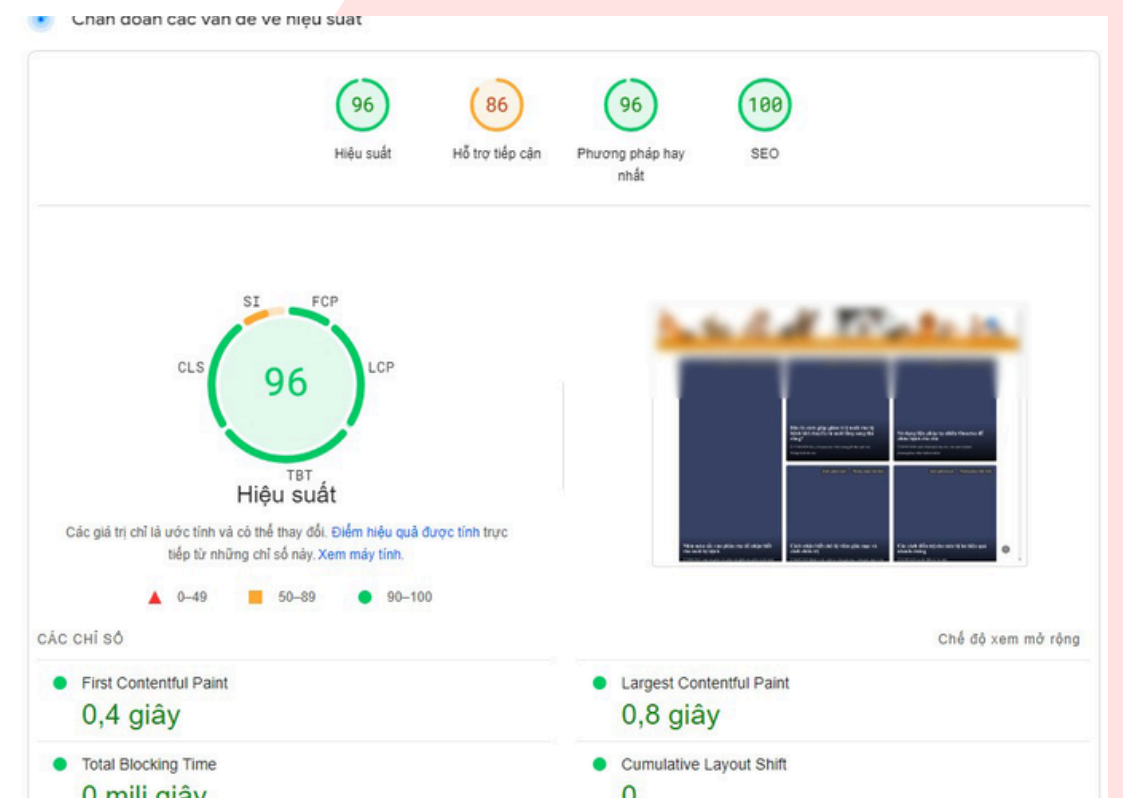 Chẩn đoán các vấn đề về hiệu suất
96
86
96
100
Hiệu suất
Hỗ trợ tiếp cận
Phương pháp hay
nhất
SEO
SI
FCP
CLS
LCP
96
TBT
Hiệu suất
Các giá trị chỉ là ước tính và có thể thay đổi. Điểm hiệu quả được tính trực
tiếp từ những chỉ số này. Xem máy tính.
0–49
50–89
90–100
CÁC CHỈ SỐ
Chế độ xem mở rộng
First Contentful Paint
0,4 giây
Largest Contentful Paint
0,8 giây
Total Blocking Time
0 mili giây
Cumulative Layout Shift
0